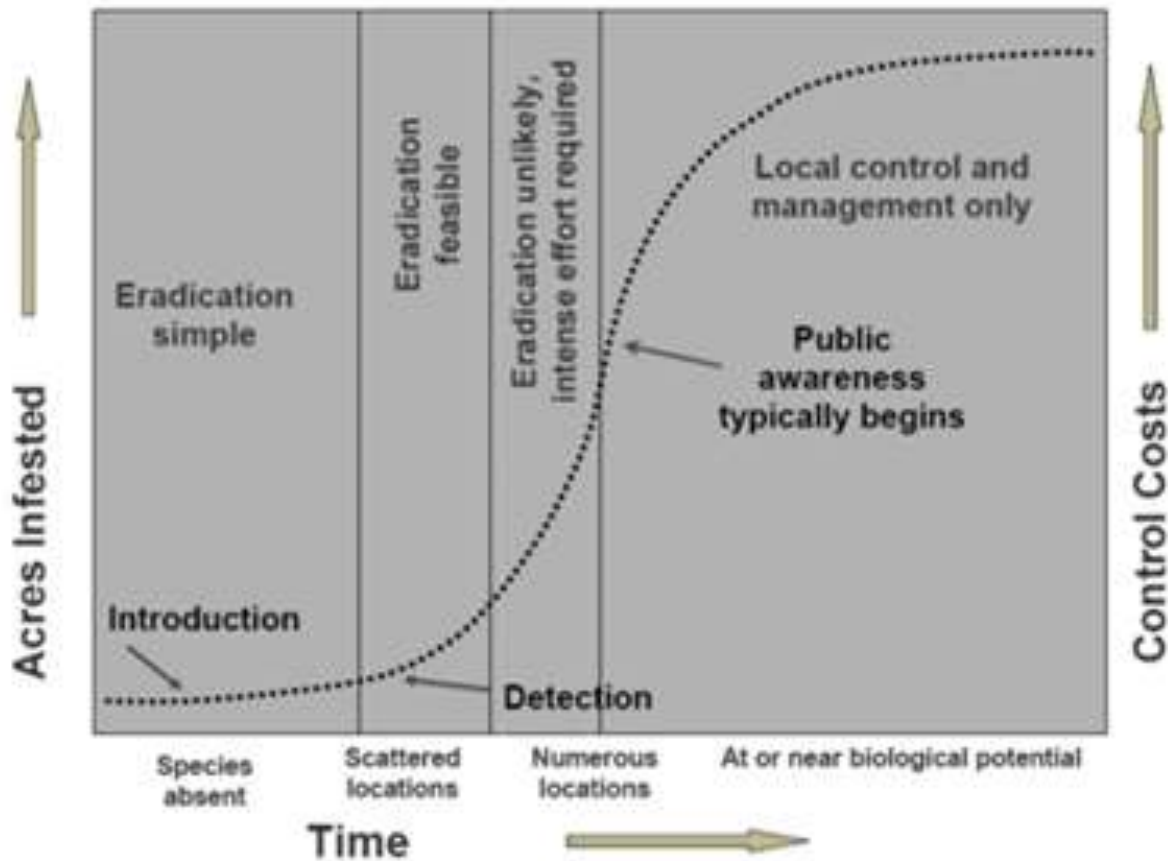 Acres Infested
Eradication
simple
Eradication
feasible
Eradication unlikely,
intense effort required
Local control and
management only
Public
awareness
typically begins
Introduction
Detection
Control Costs
Species
absent
Scattered
locations
Numerous
locations
At or near biological potential
Time